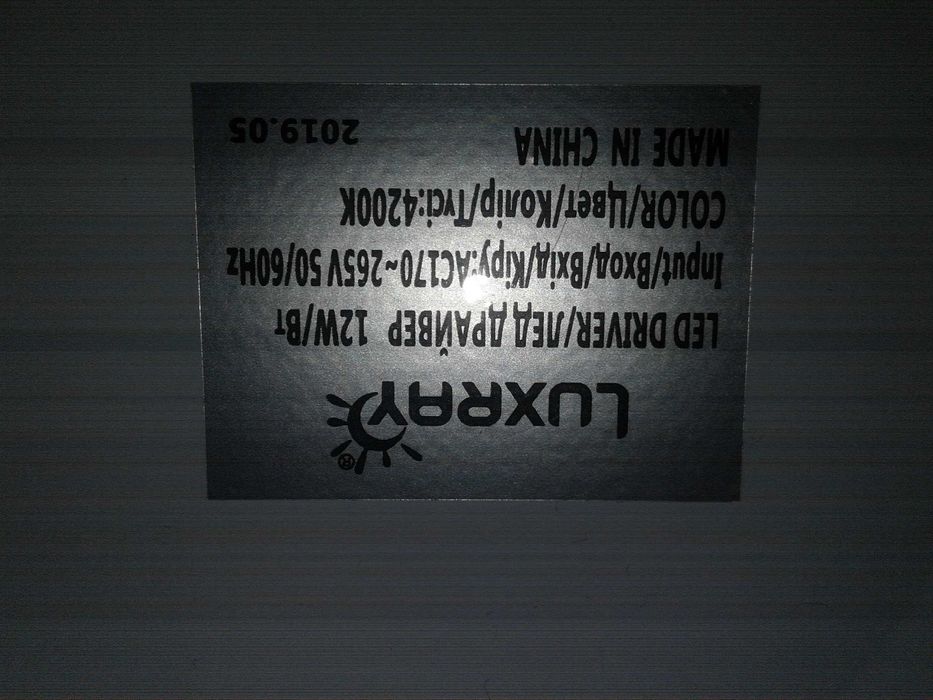 LUXRAY®
LED DRIVER/ЛЕД ДРАЙВЕР 12W/Вт
Input/Вход/Вхід/Кіру:AC170~265V 50/60Hz
COLOR/Цвет/Колір/Тусі:4200K
MADE IN CHINA 2019.05